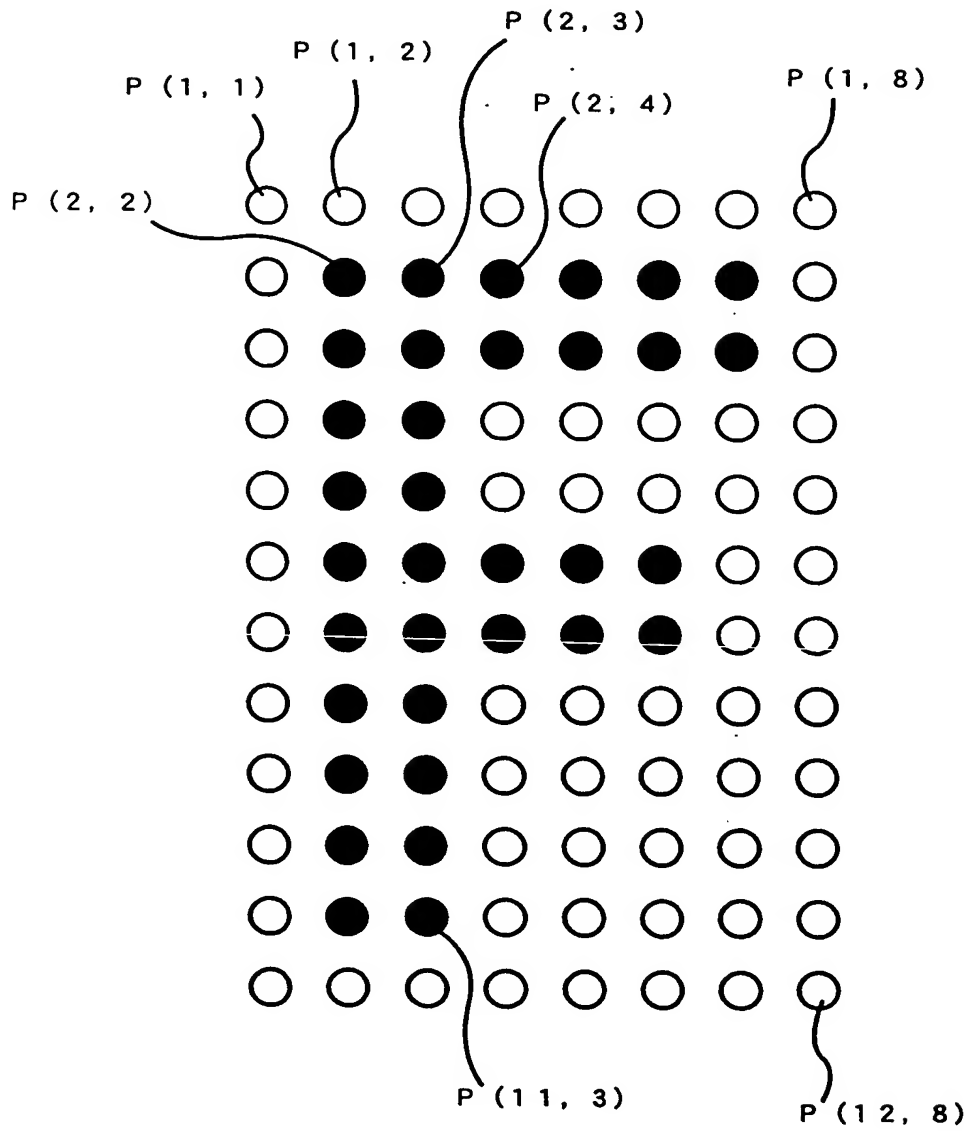 P (2, 3)
P (1, 2)
P (1, 8)
P (1, 1)
P (2, 4)
P (2, 2)
P (11, 3)
P (12, 8)